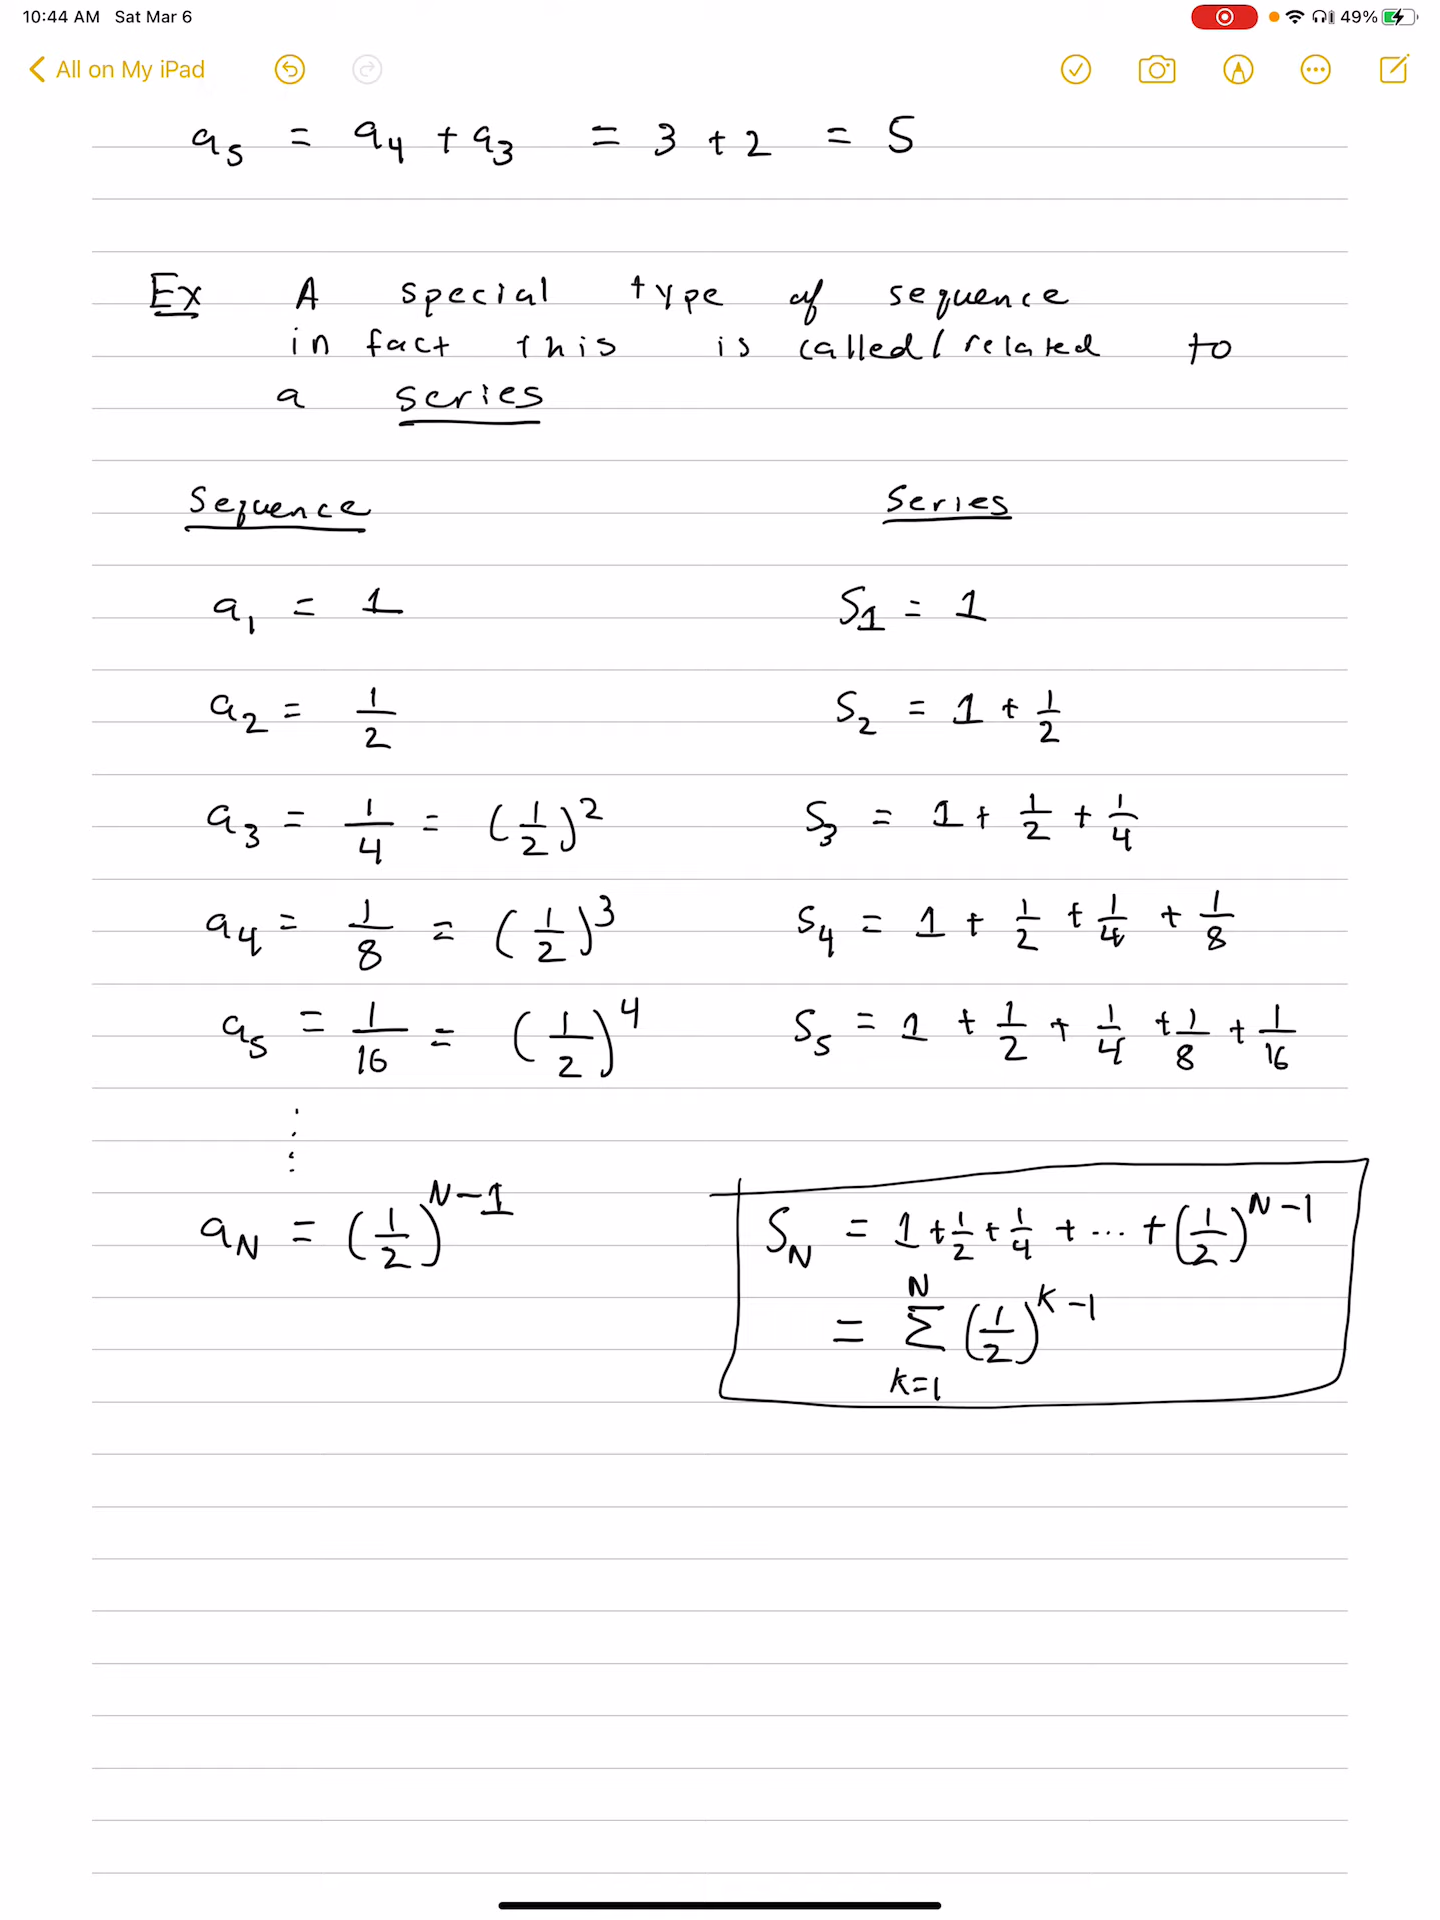 10:44 AM Sat Mar 6 49%
All on My iPad
a₅ = a₄ + a₃ = 3 + 2 = 5
Ex A special type of sequence
in fact this is called/related to
a series
Sequence Series
a₁ = 1 S₁ = 1
a₂ = 1/2 S₂ = 1 + 1/2
a₃ = 1/4 = (1/2)² S₃ = 1 + 1/2 + 1/4
a₄ = 1/8 = (1/2)³ S₄ = 1 + 1/2 + 1/4 + 1/8
a₅ = 1/16 = (1/2)⁴ S₅ = 1 + 1/2 + 1/4 + 1/8 + 1/16
⋮
a_N = (1/2)^(N-1) S_N = 1 + 1/2 + 1/4 + ... + (1/2)^(N-1)
= Σ_(k=1)^N (1/2)^(k-1)